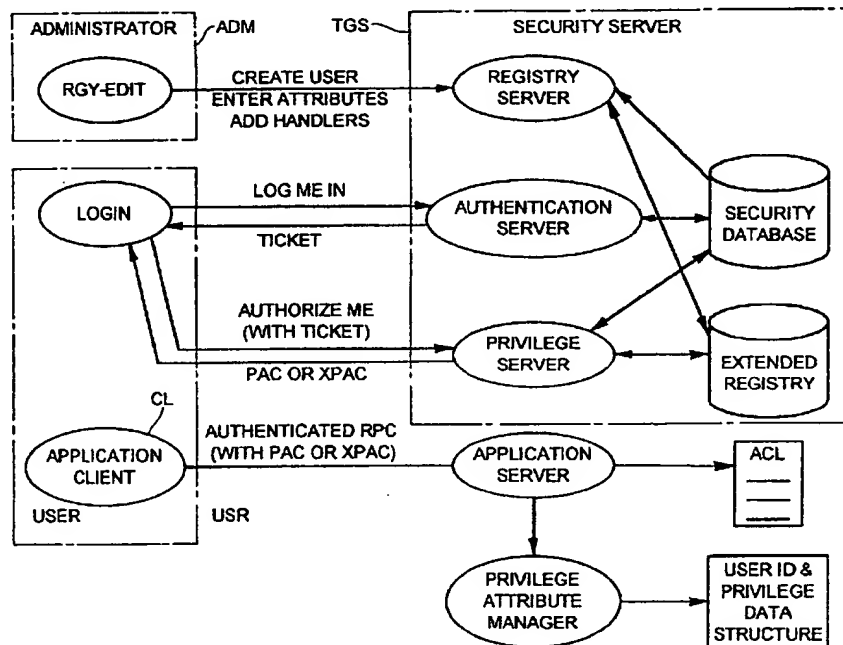 ADMINISTRATOR
ADM
TGS
SECURITY SERVER
RGY-EDIT
CREATE USER
ENTER ATTRIBUTES
ADD HANDLERS
REGISTRY
SERVER
LOGIN
LOG ME IN
TICKET
AUTHENTICATION
SERVER
SECURITY
DATABASE
AUTHORIZE ME
(WITH TICKET)
PAC OR XPAC
PRIVILEGE
SERVER
EXTENDED
REGISTRY
CL
APPLICATION
CLIENT
USER
USR
AUTHENTICATED RPC
(WITH PAC OR XPAC)
APPLICATION
SERVER
ACL
PRIVILEGE
ATTRIBUTE
MANAGER
USER ID &
PRIVILEGE
DATA
STRUCTURE